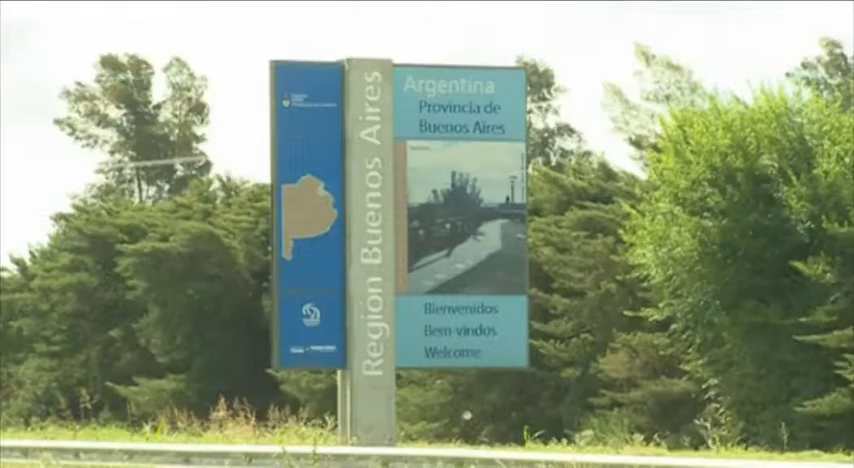 Región Buenos Aires
Argentina
Provincia de
Buenos Aires
Bienvenidos
Bem-vindos
Welcome